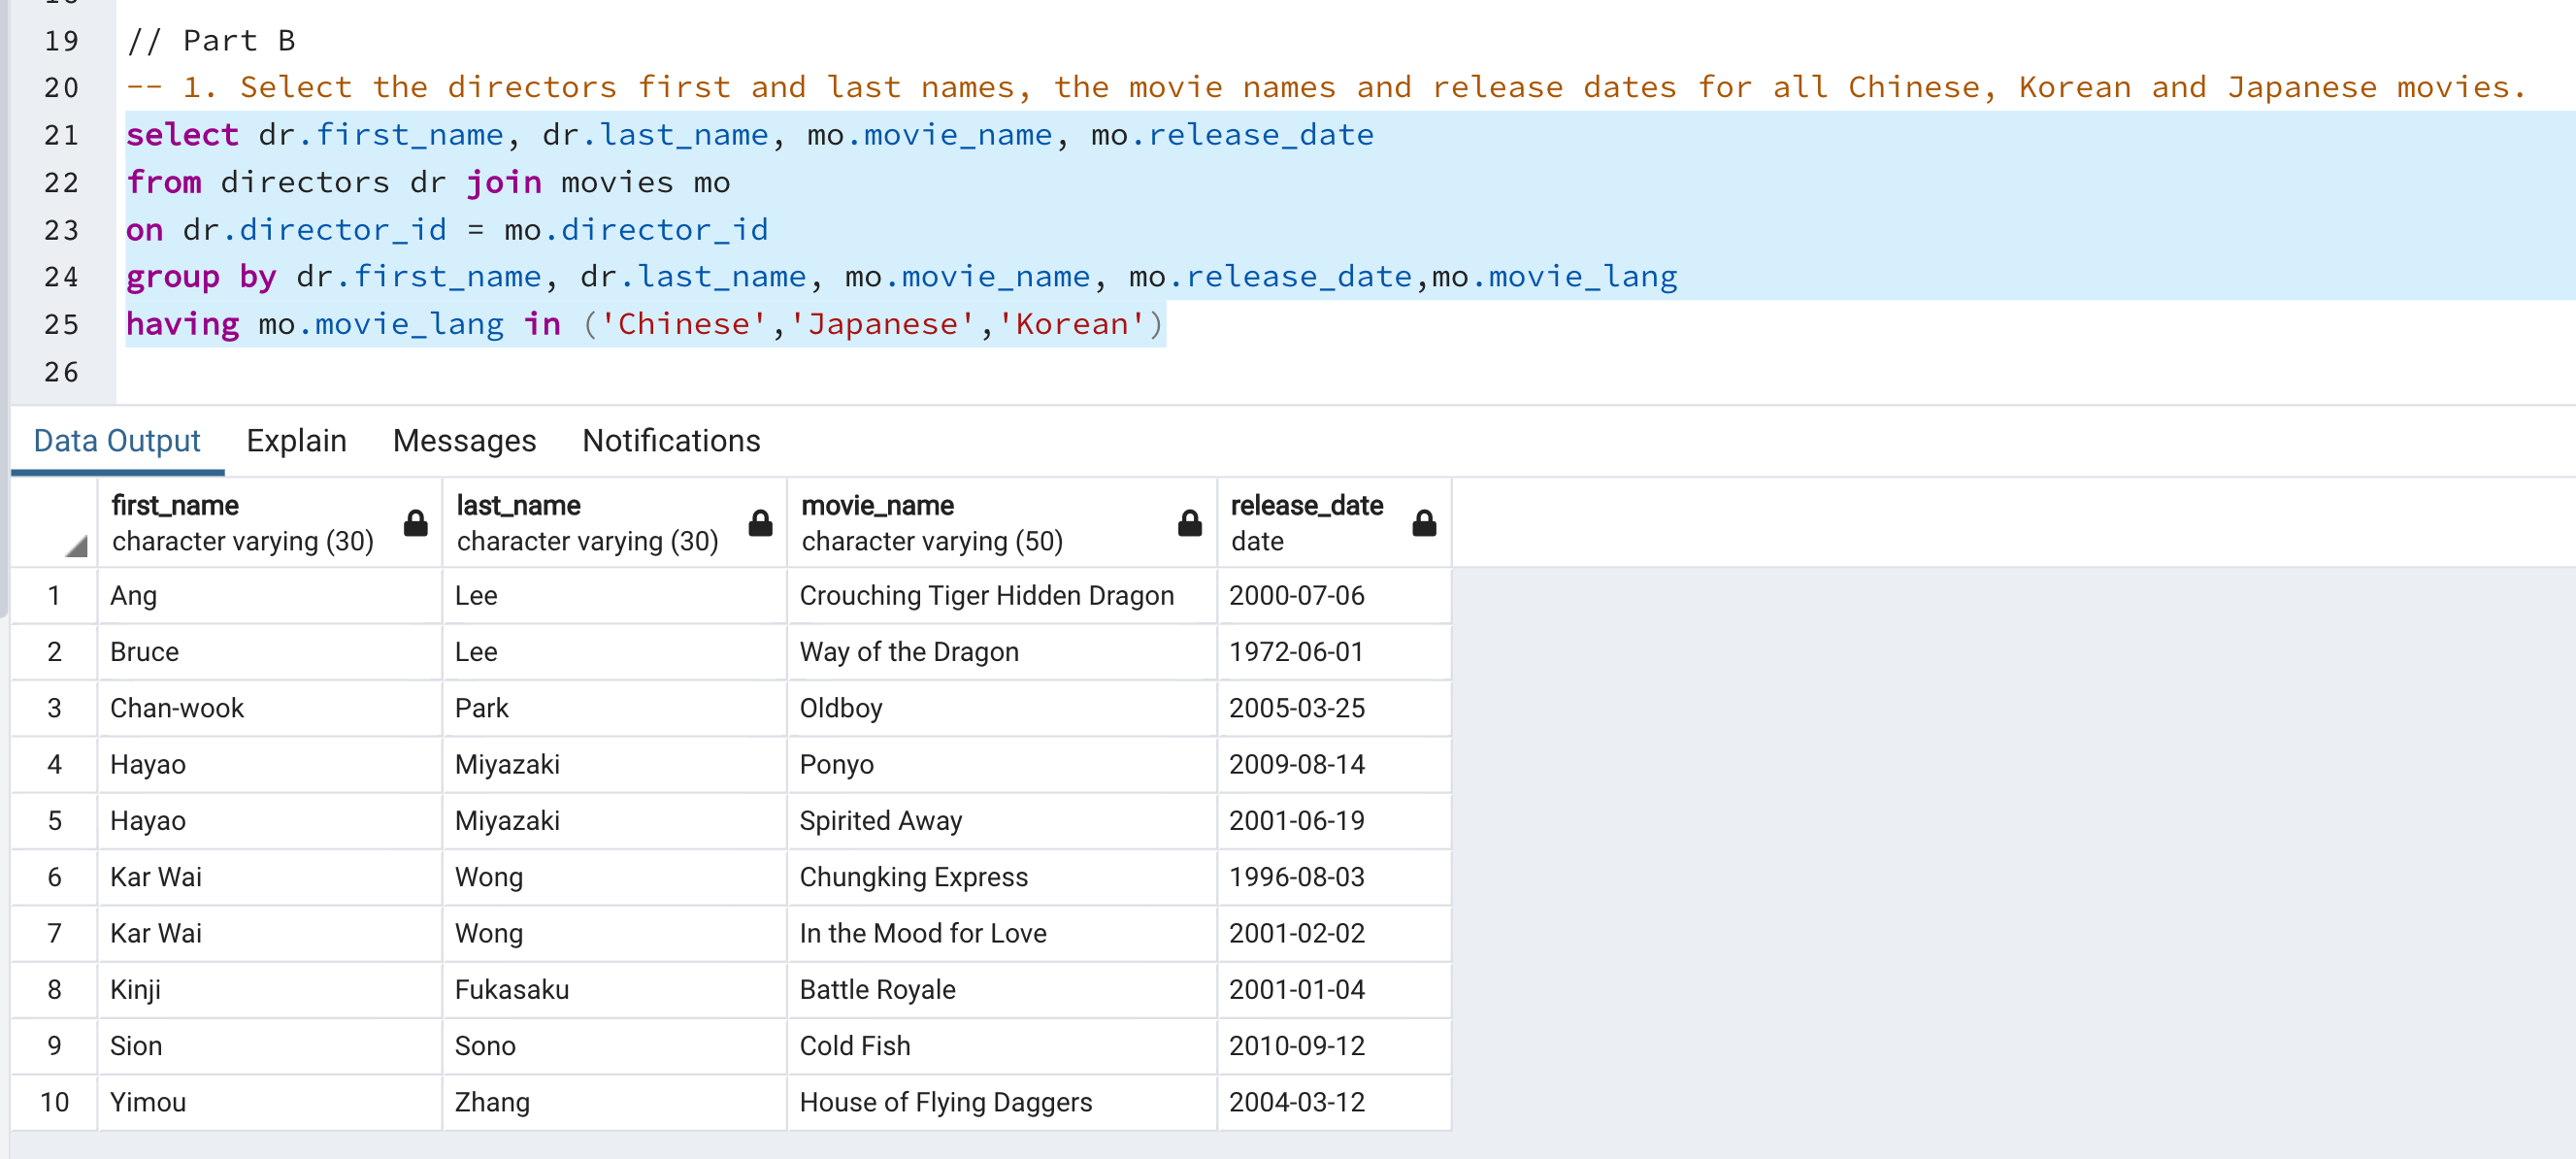 19 // Part B
20 -- 1. Select the directors first and last names, the movie names and release dates for all Chinese, Korean and Japanese movies.
21 select dr.first_name, dr.last_name, mo.movie_name, mo.release_date
22 from directors dr join movies mo
23 on dr.director_id = mo.director_id
24 group by dr.first_name, dr.last_name, mo.movie_name, mo.release_date,mo.movie_lang
25 having mo.movie_lang in ('Chinese','Japanese','Korean')
26
Data Output Explain Messages Notifications
first_name last_name movie_name release_date
character varying (30) character varying (30) character varying (50) date
1 Ang Lee Crouching Tiger Hidden Dragon 2000-07-06
2 Bruce Lee Way of the Dragon 1972-06-01
3 Chan-wook Park Oldboy 2005-03-25
4 Hayao Miyazaki Ponyo 2009-08-14
5 Hayao Miyazaki Spirited Away 2001-06-19
6 Kar Wai Wong Chungking Express 1996-08-03
7 Kar Wai Wong In the Mood for Love 2001-02-02
8 Kinji Fukasaku Battle Royale 2001-01-04
9 Sion Sono Cold Fish 2010-09-12
10 Yimou Zhang House of Flying Daggers 2004-03-12